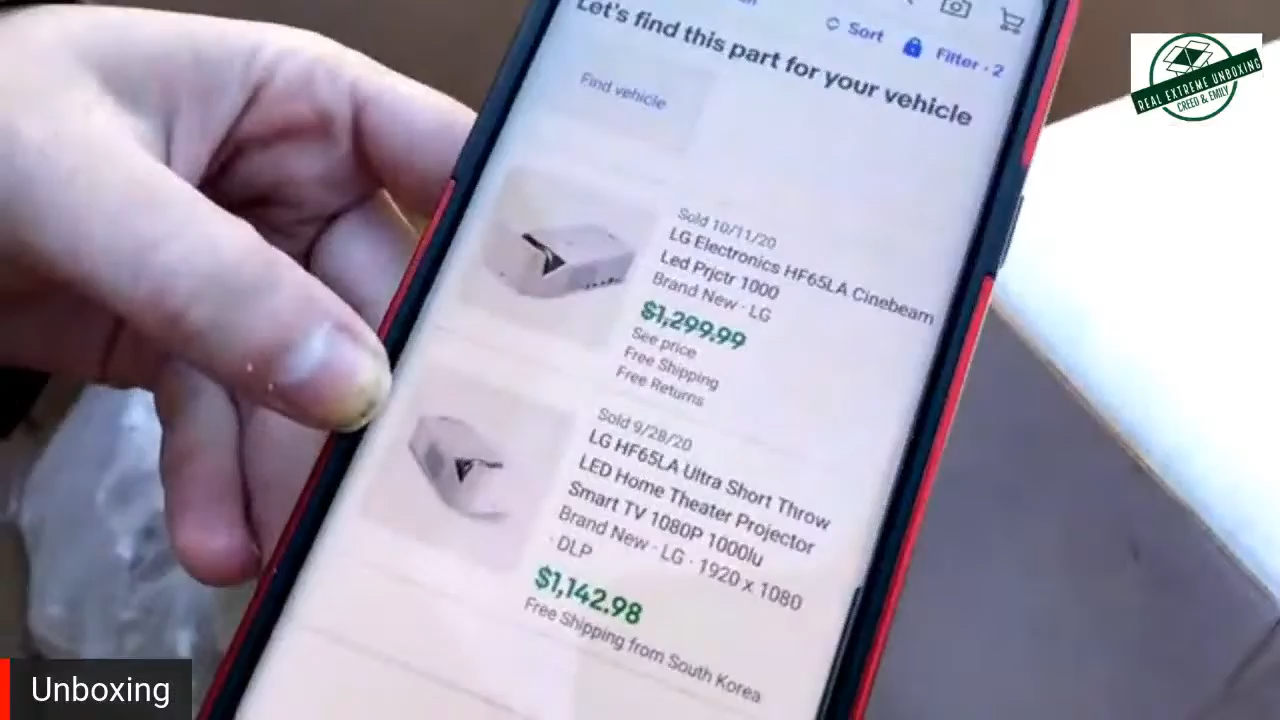 Sort
Filter · 2
Let's find this part for your vehicle
Find vehicle
Sold 10/11/20
LG Electronics HF65LA Cinebeam
Led Prjctr 1000
Brand New · LG
$1,299.99
See price
Free Shipping
Free Returns
Sold 9/28/20
LG HF65LA Ultra Short Throw
LED Home Theater Projector
Smart TV 1080P 1000lu
Brand New · LG · 1920 x 1080
· DLP
$1,142.98
Free Shipping from South Korea
REAL EXTREME UNBOXING
CREED & EMILY
Unboxing